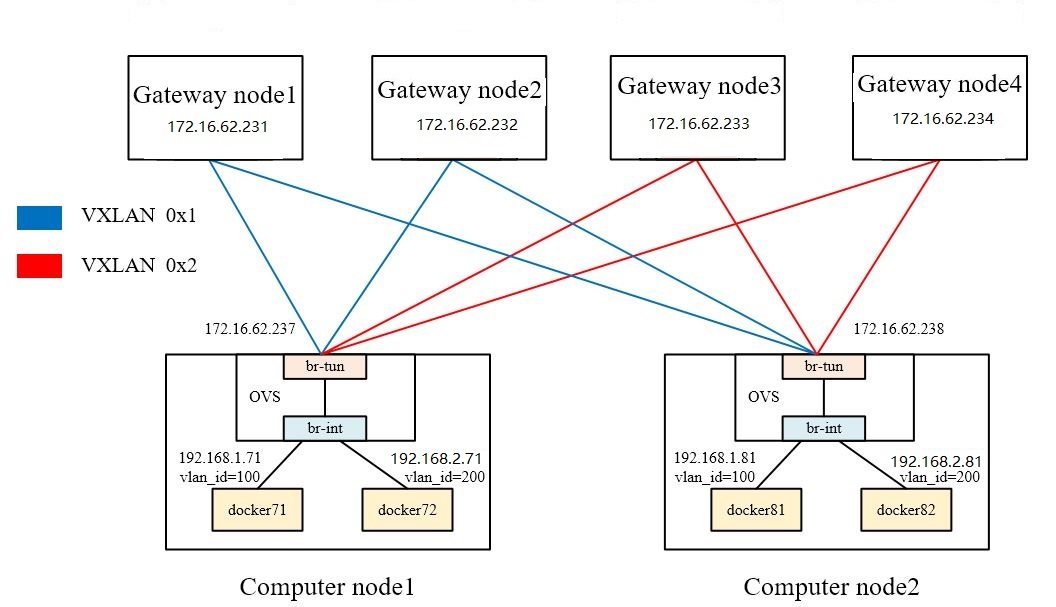 Gateway node1
172.16.62.231
Gateway node2
172.16.62.232
Gateway node3
172.16.62.233
Gateway node4
172.16.62.234
VXLAN 0x1
VXLAN 0x2
172.16.62.237
br-tun
OVS
br-int
192.168.1.71
vlan_id=100
192.168.2.71
vlan_id=200
docker71
docker72
Computer node1
172.16.62.238
br-tun
OVS
br-int
192.168.1.81
vlan_id=100
192.168.2.81
vlan_id=200
docker81
docker82
Computer node2